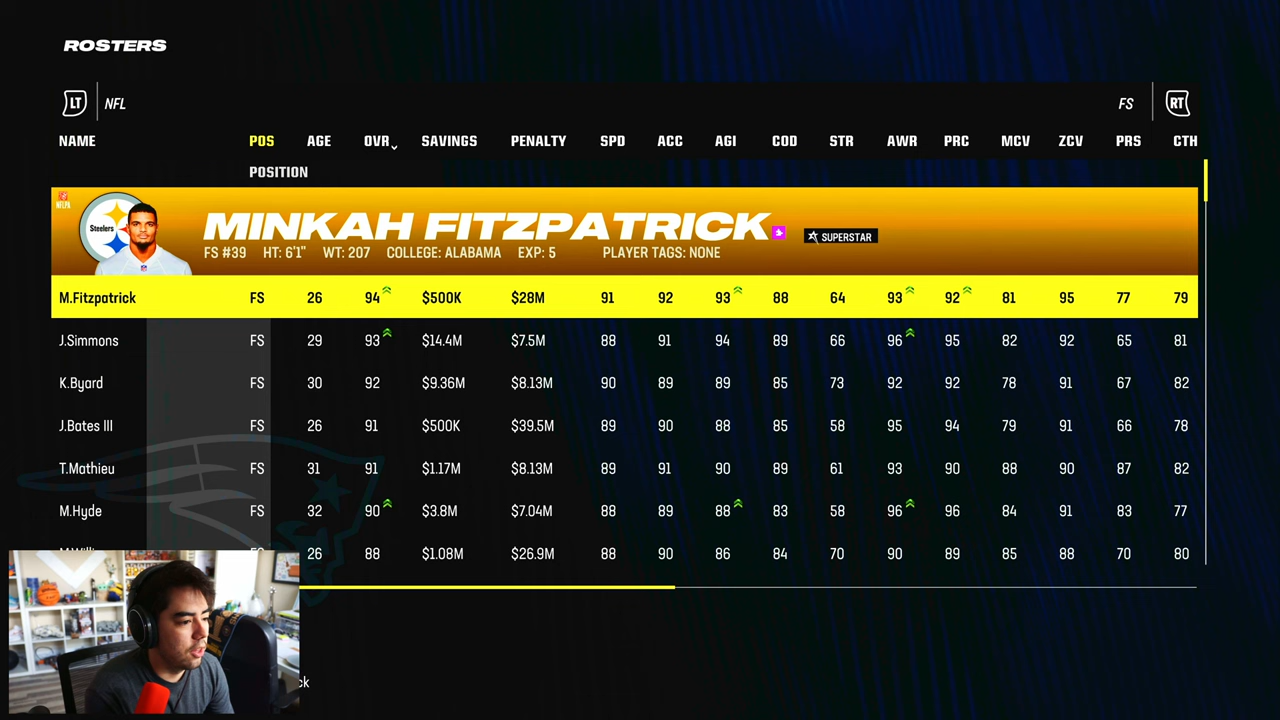 ROSTERS
LT NFL FS RT
NAME POS AGE OVR SAVINGS PENALTY SPD ACC AGI COD STR AWR PRC MCV ZCV PRS CTH
POSITION
NFLPA
Steelers
MINKAH FITZPATRICK SUPERSTAR
FS #39 HT: 6'1" WT: 207 COLLEGE: ALABAMA EXP: 5 PLAYER TAGS: NONE
M.Fitzpatrick FS 26 94 $500K $28M 91 92 93 88 64 93 92 81 95 77 79
J.Simmons FS 29 93 $14.4M $7.5M 88 91 94 89 66 96 95 82 92 65 81
K.Byard FS 30 92 $9.36M $8.13M 90 89 89 85 73 92 92 78 91 67 82
J.Bates III FS 26 91 $500K $39.5M 89 90 88 85 58 95 94 79 91 66 78
T.Mathieu FS 31 91 $1.17M $8.13M 89 91 90 89 61 93 90 88 90 87 82
M.Hyde FS 32 90 $3.8M $7.04M 88 89 88 83 58 96 96 84 91 83 77
26 88 $1.08M $26.9M 88 90 86 84 70 90 89 85 88 70 80
ck